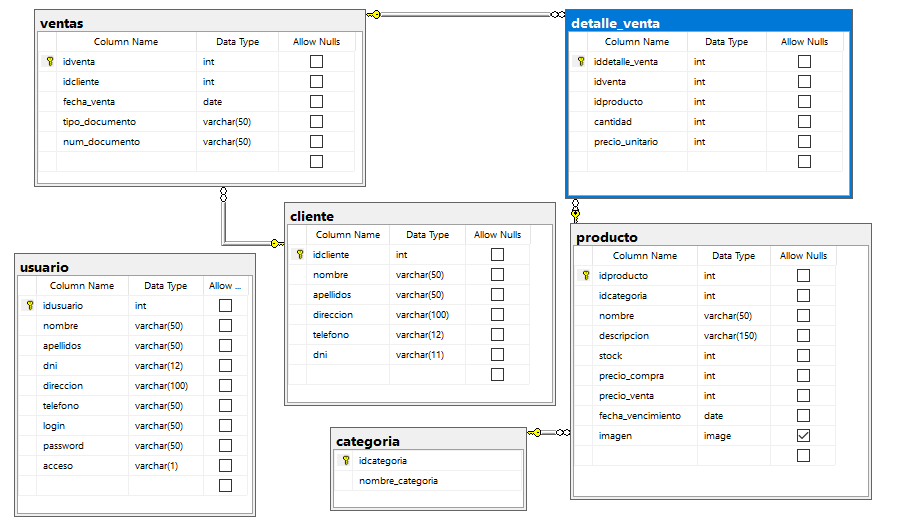 ventas
Column Name Data Type Allow Nulls
idventa int
idcliente int
fecha_venta date
tipo_documento varchar(50)
num_documento varchar(50)
detalle_venta
Column Name Data Type Allow Nulls
iddetalle_venta int
idventa int
idproducto int
cantidad int
precio_unitario int
cliente
Column Name Data Type Allow Nulls
idcliente int
nombre varchar(50)
apellidos varchar(50)
direccion varchar(100)
telefono varchar(12)
dni varchar(11)
producto
Column Name Data Type Allow Nulls
idproducto int
idcategoria int
nombre varchar(50)
descripcion varchar(150)
stock int
precio_compra int
precio_venta int
fecha_vencimiento date
imagen image
usuario
Column Name Data Type Allow ...
idusuario int
nombre varchar(50)
apellidos varchar(50)
dni varchar(12)
direccion varchar(100)
telefono varchar(50)
login varchar(50)
password varchar(50)
acceso varchar(1)
categoria
idcategoria
nombre_categoria